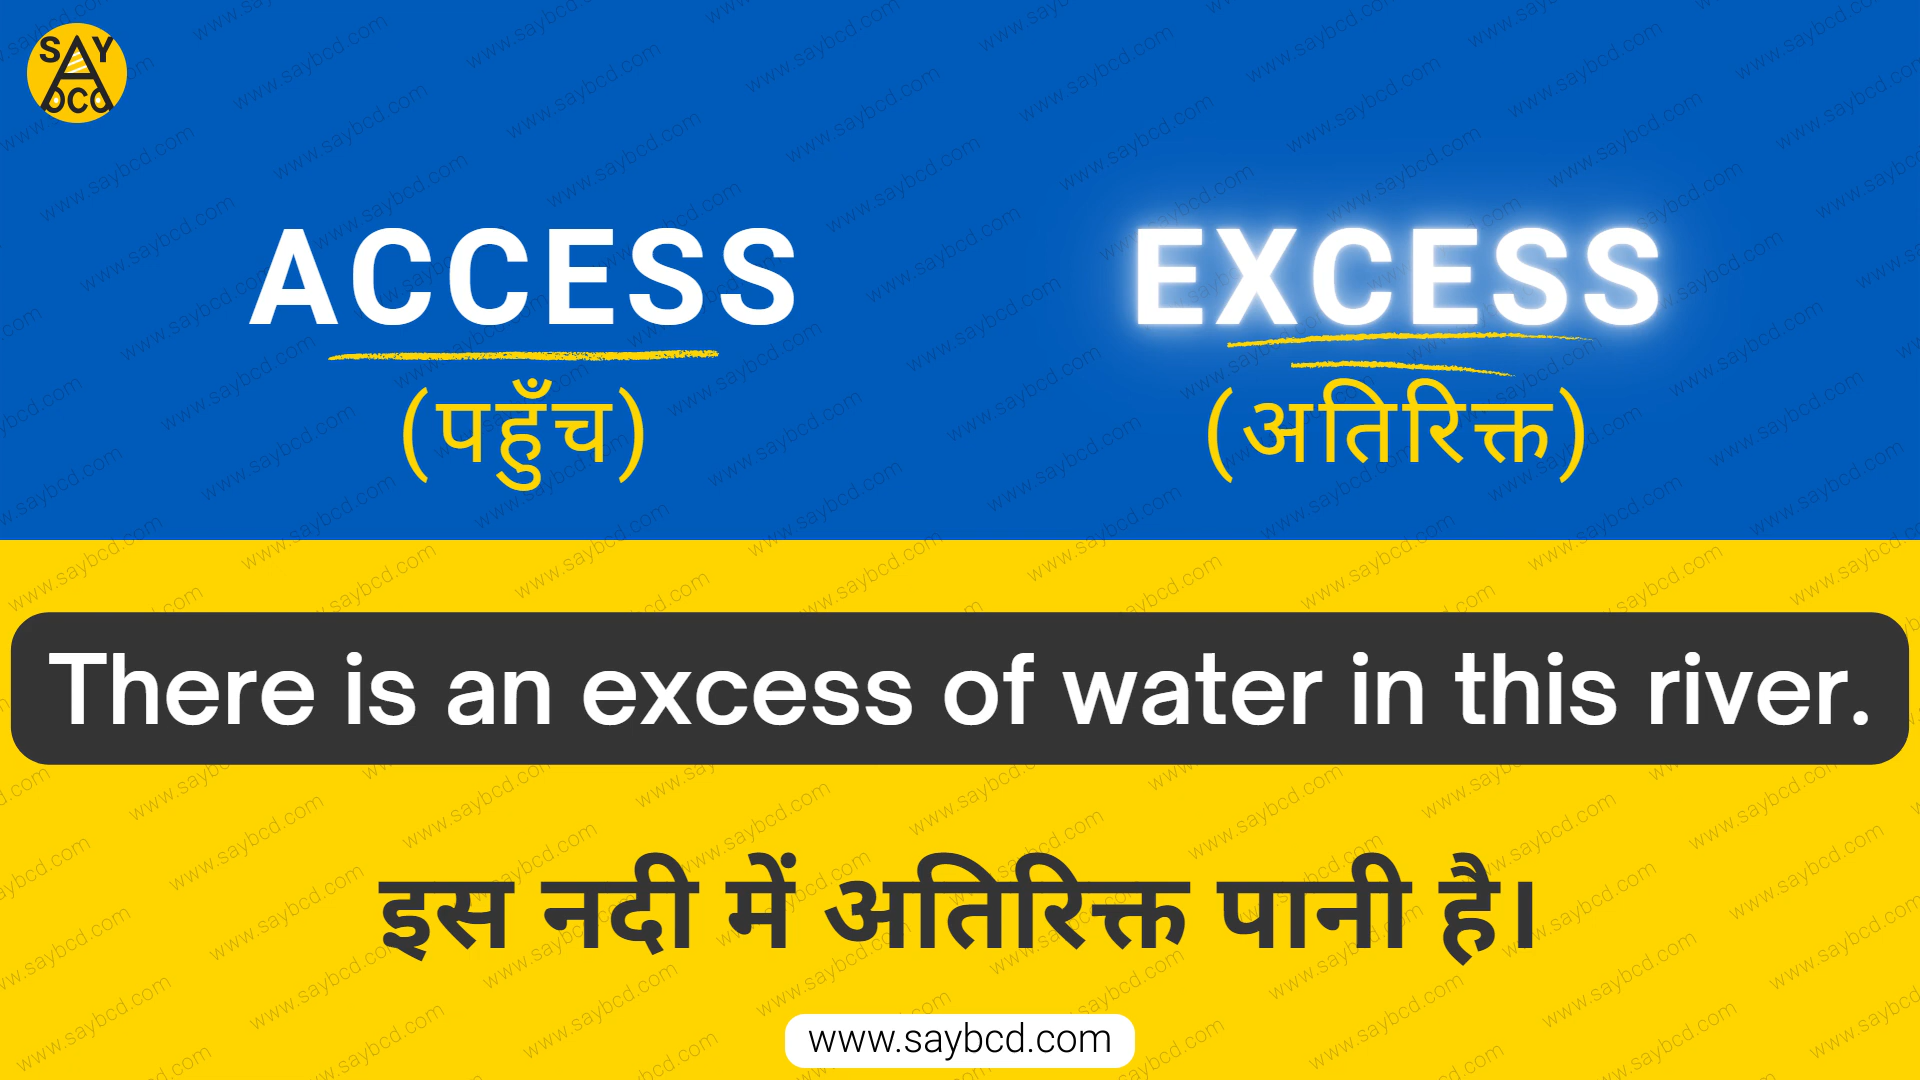 SAY
BCD
ACCESS
EXCESS
(पहुँच)
(अतिरिक्त)
There is an excess of water in this river.
इस नदी में अतिरिक्त पानी है।
www.saybcd.com